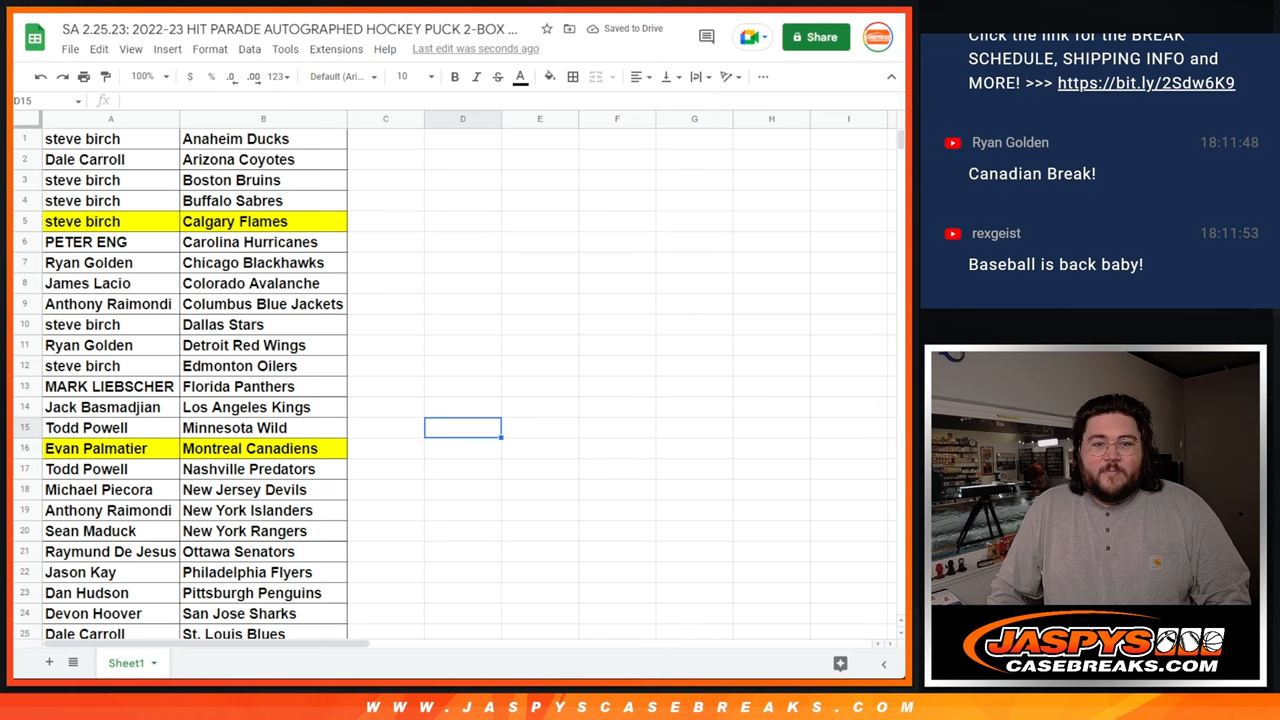 SA 2.25.23: 2022-23 HIT PARADE AUTOGRAPHED HOCKEY PUCK 2-BOX ...
Saved to Drive
Share
File Edit View Insert Format Data Tools Extensions Help Last edit was seconds ago
100% $ % .0 .00 123 Default (Ari... 10 B I S A
D15 fx
A B C D E F G H I
1 steve birch Anaheim Ducks
2 Dale Carroll Arizona Coyotes
3 steve birch Boston Bruins
4 steve birch Buffalo Sabres
5 steve birch Calgary Flames
6 PETER ENG Carolina Hurricanes
7 Ryan Golden Chicago Blackhawks
8 James Lacio Colorado Avalanche
9 Anthony Raimondi Columbus Blue Jackets
10 steve birch Dallas Stars
11 Ryan Golden Detroit Red Wings
12 steve birch Edmonton Oilers
13 MARK LIEBSCHER Florida Panthers
14 Jack Basmadjian Los Angeles Kings
15 Todd Powell Minnesota Wild
16 Evan Palmatier Montreal Canadiens
17 Todd Powell Nashville Predators
18 Michael Piecora New Jersey Devils
19 Anthony Raimondi New York Islanders
20 Sean Maduck New York Rangers
21 Raymund De Jesus Ottawa Senators
22 Jason Kay Philadelphia Flyers
23 Dan Hudson Pittsburgh Penguins
24 Devon Hoover San Jose Sharks
25 Dale Carroll St. Louis Blues
Sheet1
Click the link for the BREAK
SCHEDULE, SHIPPING INFO and
MORE! >>> https://bit.ly/2Sdw6K9
Ryan Golden 18:11:48
Canadian Break!
rexgeist 18:11:53
Baseball is back baby!
JASPYS
CASEBREAKS.COM
WWW.JASPYSCASEBREAKS.COM